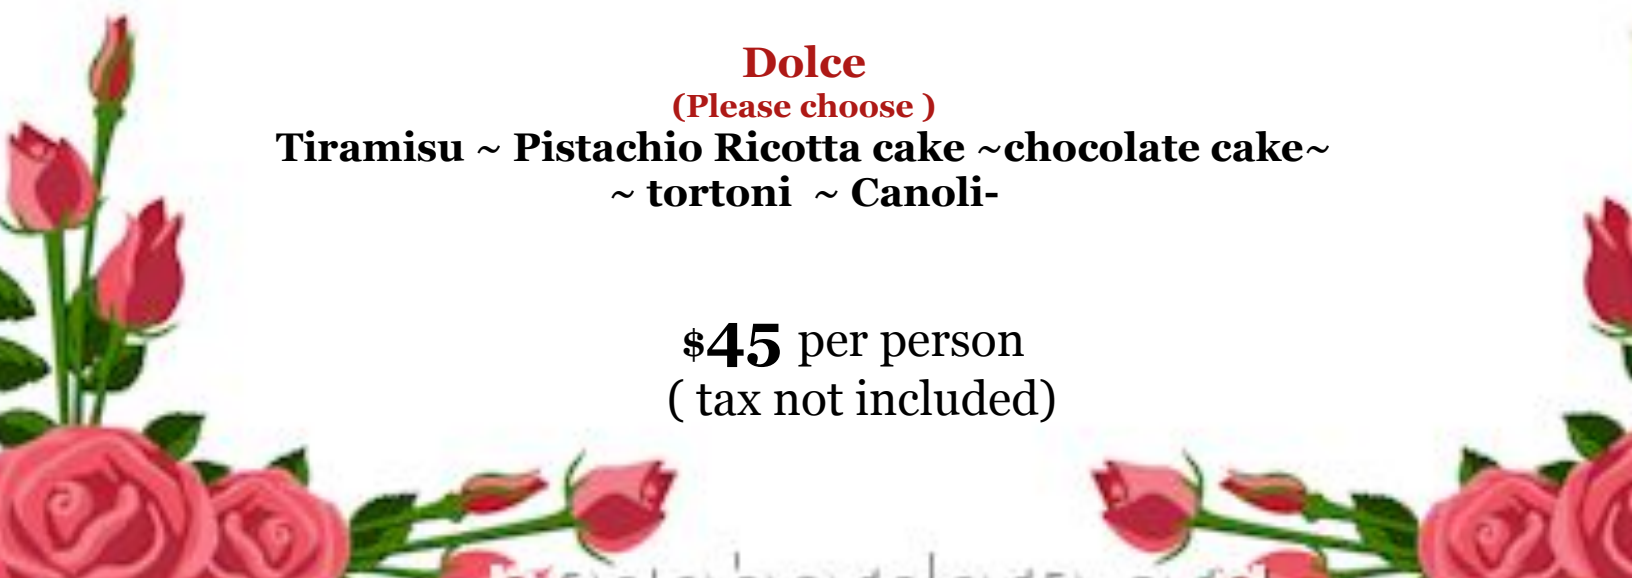 Dolce
(Please choose )
Tiramisu ~ Pistachio Ricotta cake ~chocolate cake~
~ tortoni ~ Canoli-
$45 per person
( tax not included)